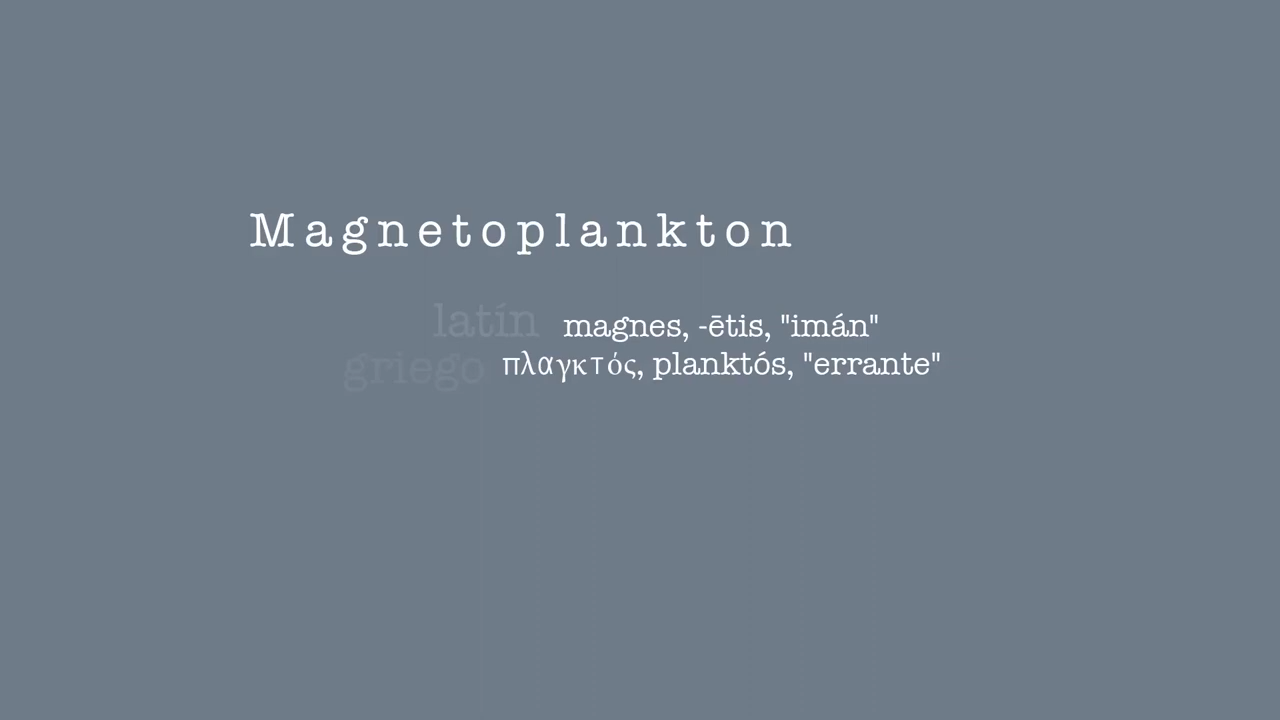 Magnetoplankton
latín magnes, -ētis, "imán"
griego πλαγκτός, planktós, "errante"